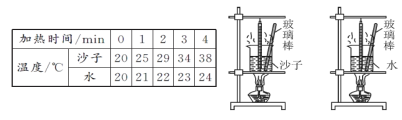 加热时间/min 0 1 2 3 4
温度/℃
沙子 20 25 29 34 38
水 20 21 22 23 24
玻璃棒
沙子
玻璃棒
水